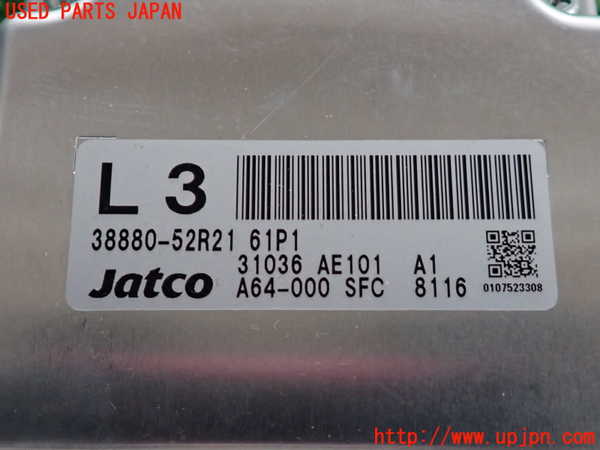 USED PARTS JAPAN
L 3
38880-52R21 61P1
31036 AE101 A1
Jatco A64-000 SFC 8116
0107523308
http://www.upjpn.com/